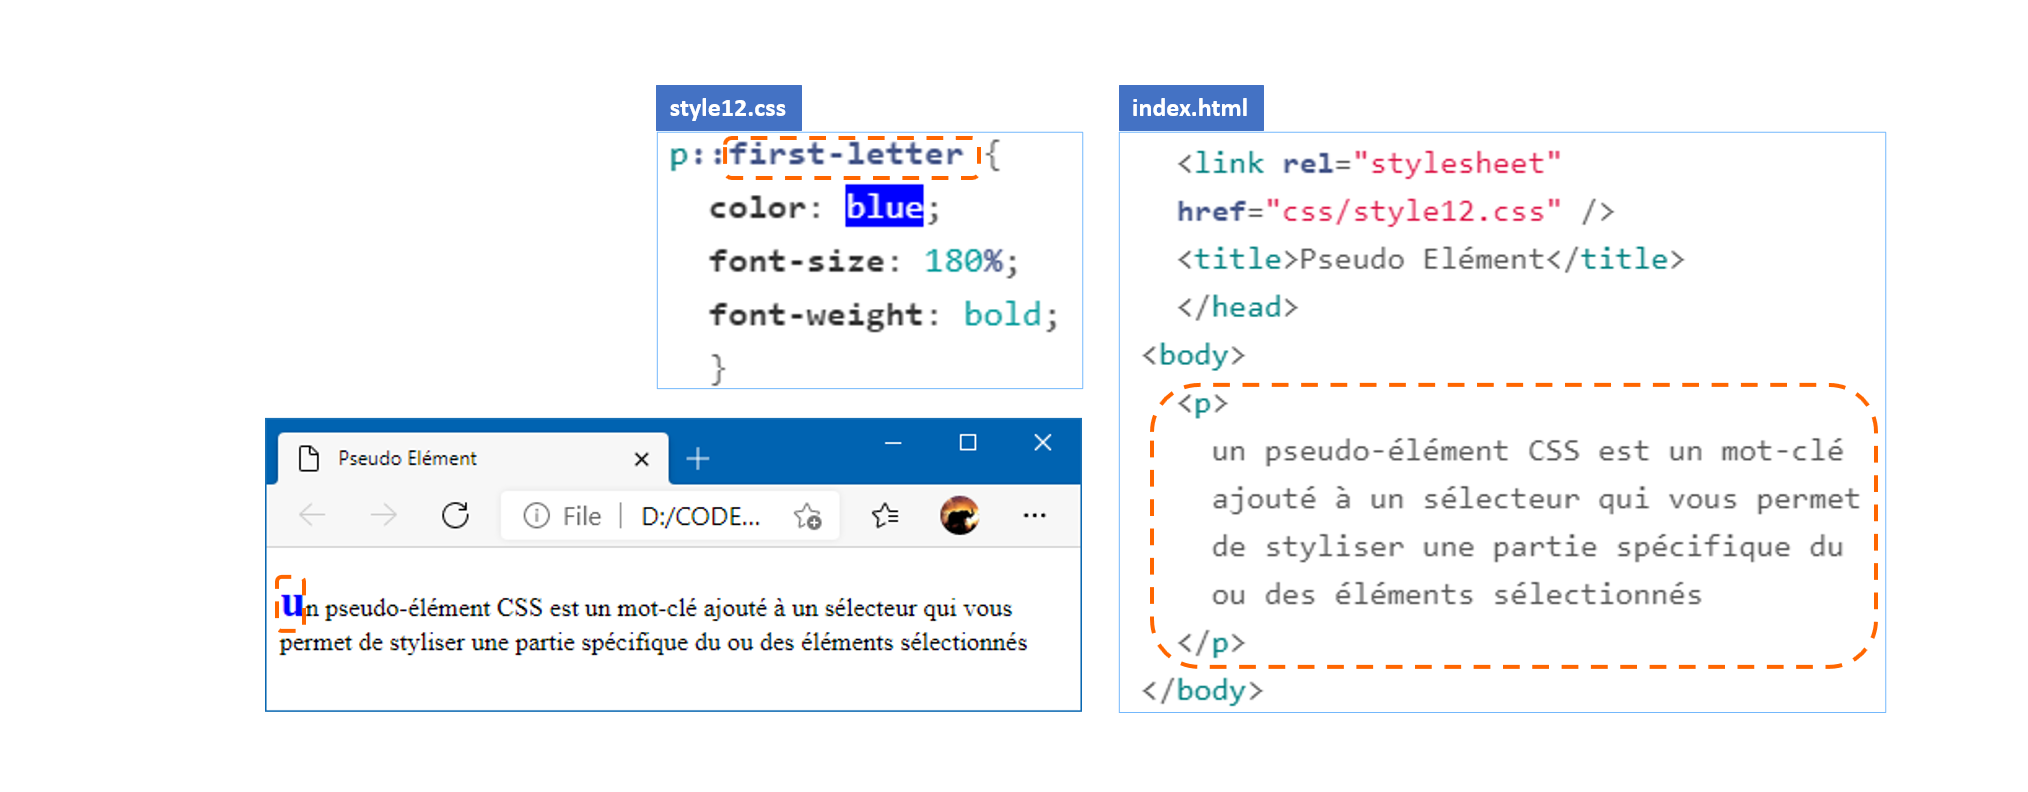 style12.css
p::first-letter {
color: blue;
font-size: 180%;
font-weight: bold;
}
index.html
<link rel="stylesheet"
href="css/style12.css" />
<title>Pseudo Elément</title>
</head>
<body>
<p>
un pseudo-élément CSS est un mot-clé
ajouté à un sélecteur qui vous permet
de styliser une partie spécifique du
ou des éléments sélectionnés
</p>
</body>
Pseudo Elément
File | D:/CODE...
un pseudo-élément CSS est un mot-clé ajouté à un sélecteur qui vous
permet de styliser une partie spécifique du ou des éléments sélectionnés